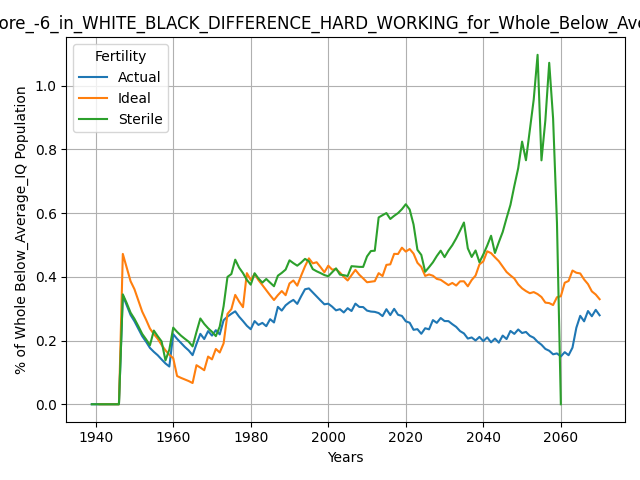 ore_-6_in_WHITE_BLACK_DIFFERENCE_HARD_WORKING_for_Whole_Below_Ave
Fertility
Actual
Ideal
Sterile
% of Whole Below_Average_IQ Population
1.0
0.8
0.6
0.4
0.2
0.0
1940 1960 1980 2000 2020 2040 2060
Years